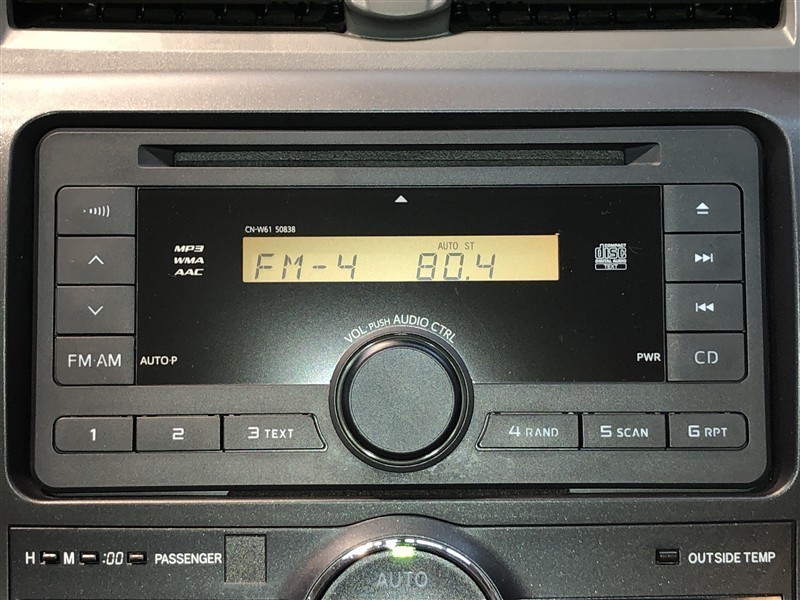 CN-W61 50838
MP3
WMA
AAC
AUTO ST
FM-4 80.4
COMPACT
disc
DIGITAL AUDIO
TEXT
VOL·PUSH AUDIO CTRL
FM·AM
AUTO·P
PWR
CD
1
2
3 TEXT
4 RAND
5 SCAN
6 RPT
H
M
:00
PASSENGER
AUTO
OUTSIDE TEMP